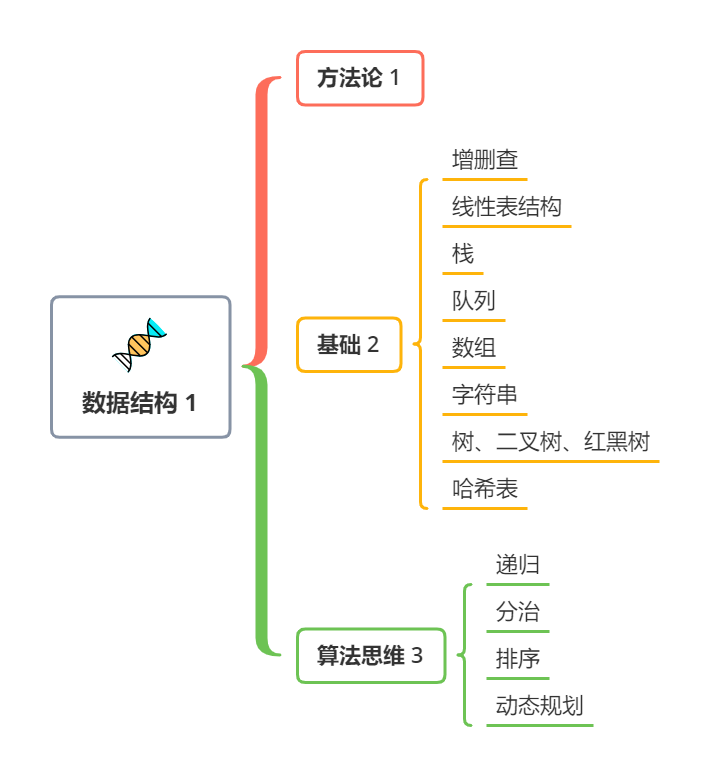 数据结构 1
方法论 1
基础 2
增删查
线性表结构
栈
队列
数组
字符串
树、二叉树、红黑树
哈希表
算法思维 3
递归
分治
排序
动态规划